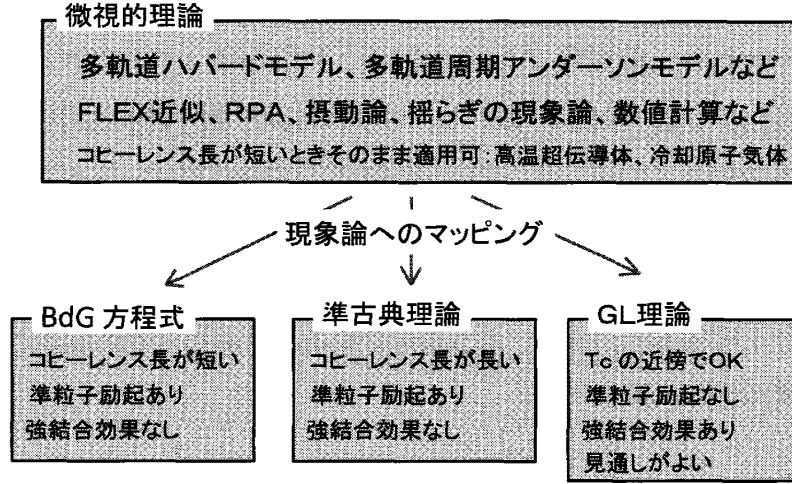 微視的理論
多軌道ハバードモデル、多軌道周期アンダーソンモデルなど
FLEX近似、RPA、摂動論、揺らぎの現象論、数値計算など
コヒーレンス長が短いときそのまま適用可：高温超伝導体、冷却原子気体
現象論へのマッピング
BdG 方程式
コヒーレンス長が短い
準粒子励起あり
強結合効果なし
準古典理論
コヒーレンス長が長い
準粒子励起あり
強結合効果なし
GL理論
Tc の近傍でOK
準粒子励起なし
強結合効果あり
見通しがよい